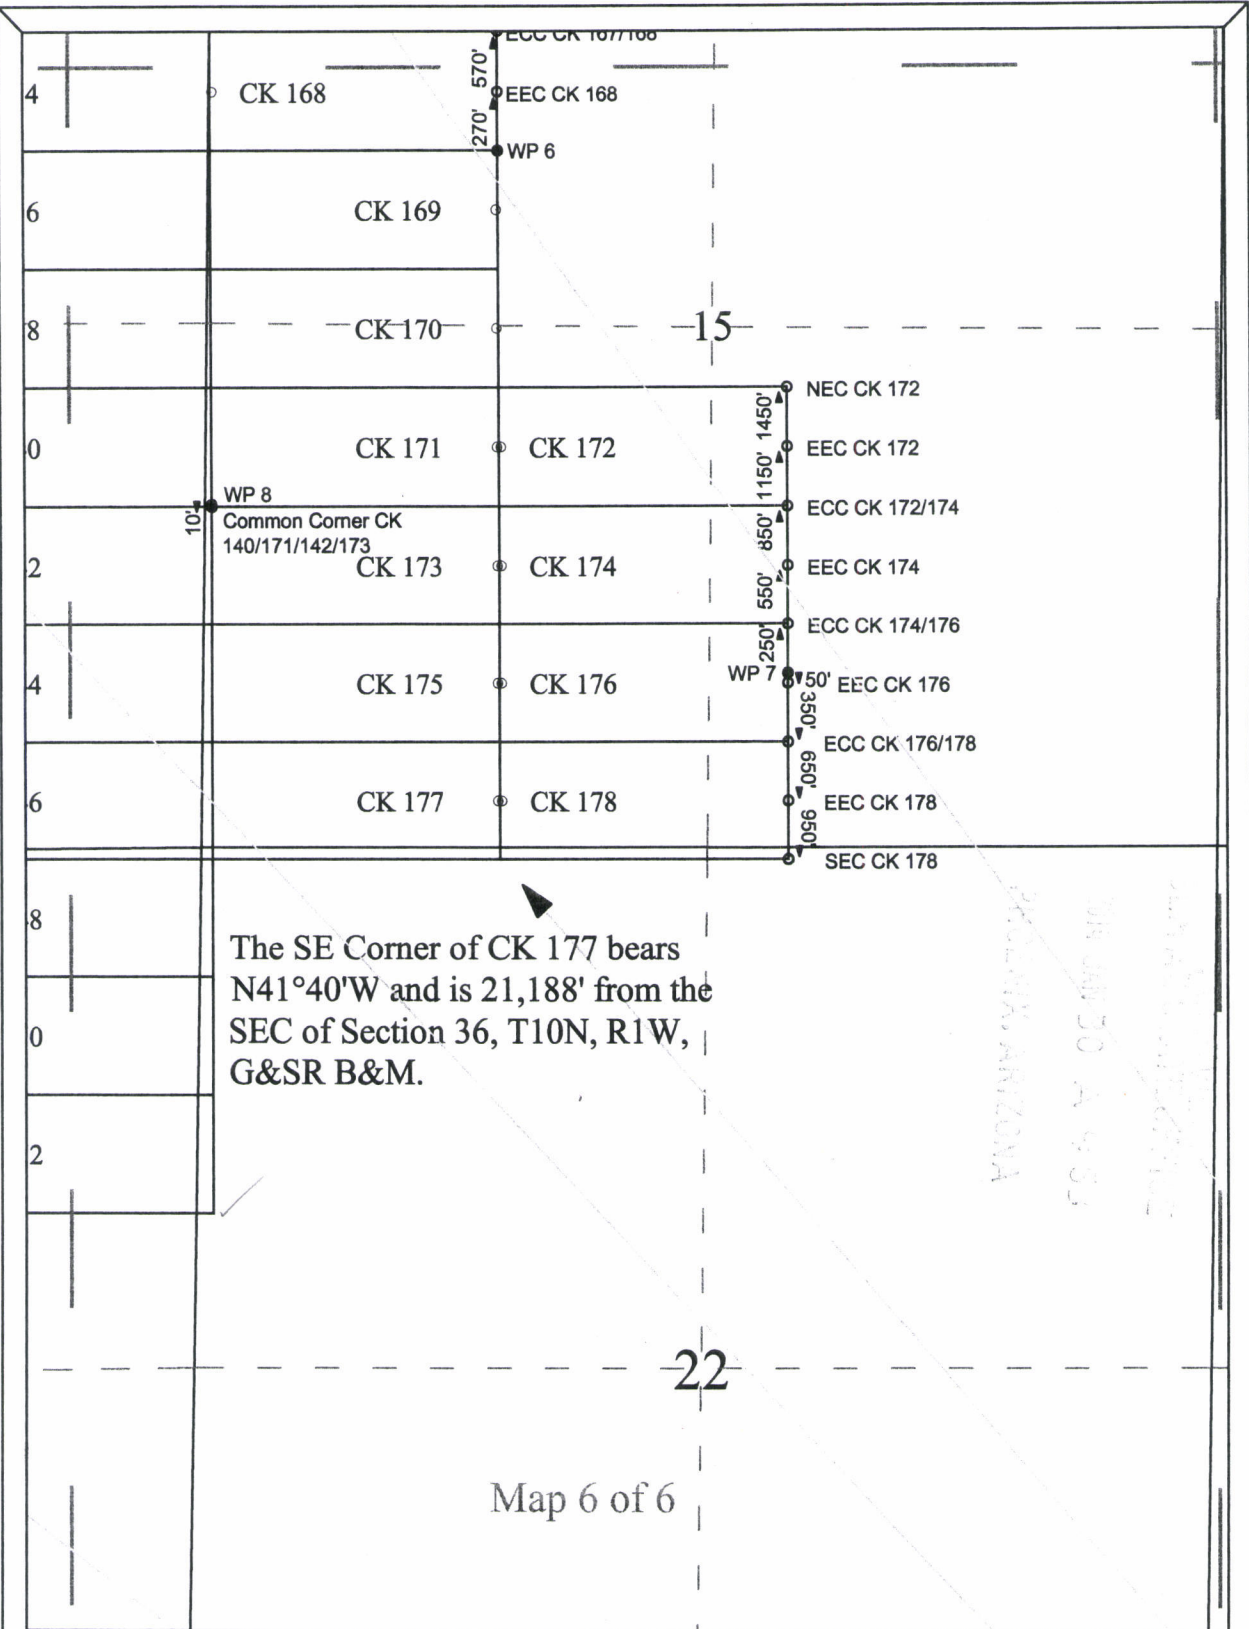 ECC CK 167/168
570'
4
CK 168
EEC CK 168
270'
WP 6
6
CK 169
8
CK 170
15
NEC CK 172
1450'
0
CK 171
CK 172
EEC CK 172
1150'
WP 8
10'
Common Corner CK
140/171/142/173
ECC CK 172/174
850'
2
CK 173
CK 174
EEC CK 174
550'
ECC CK 174/176
250'
WP 7
50'
4
CK 175
CK 176
EEC CK 176
350'
ECC CK 176/178
650'
6
CK 177
CK 178
EEC CK 178
950'
SEC CK 178
8
The SE Corner of CK 177 bears
N41°40'W and is 21,188' from the
SEC of Section 36, T10N, R1W,
G&SR B&M.
0
2
22
Map 6 of 6
PHOENIX, ARIZONA